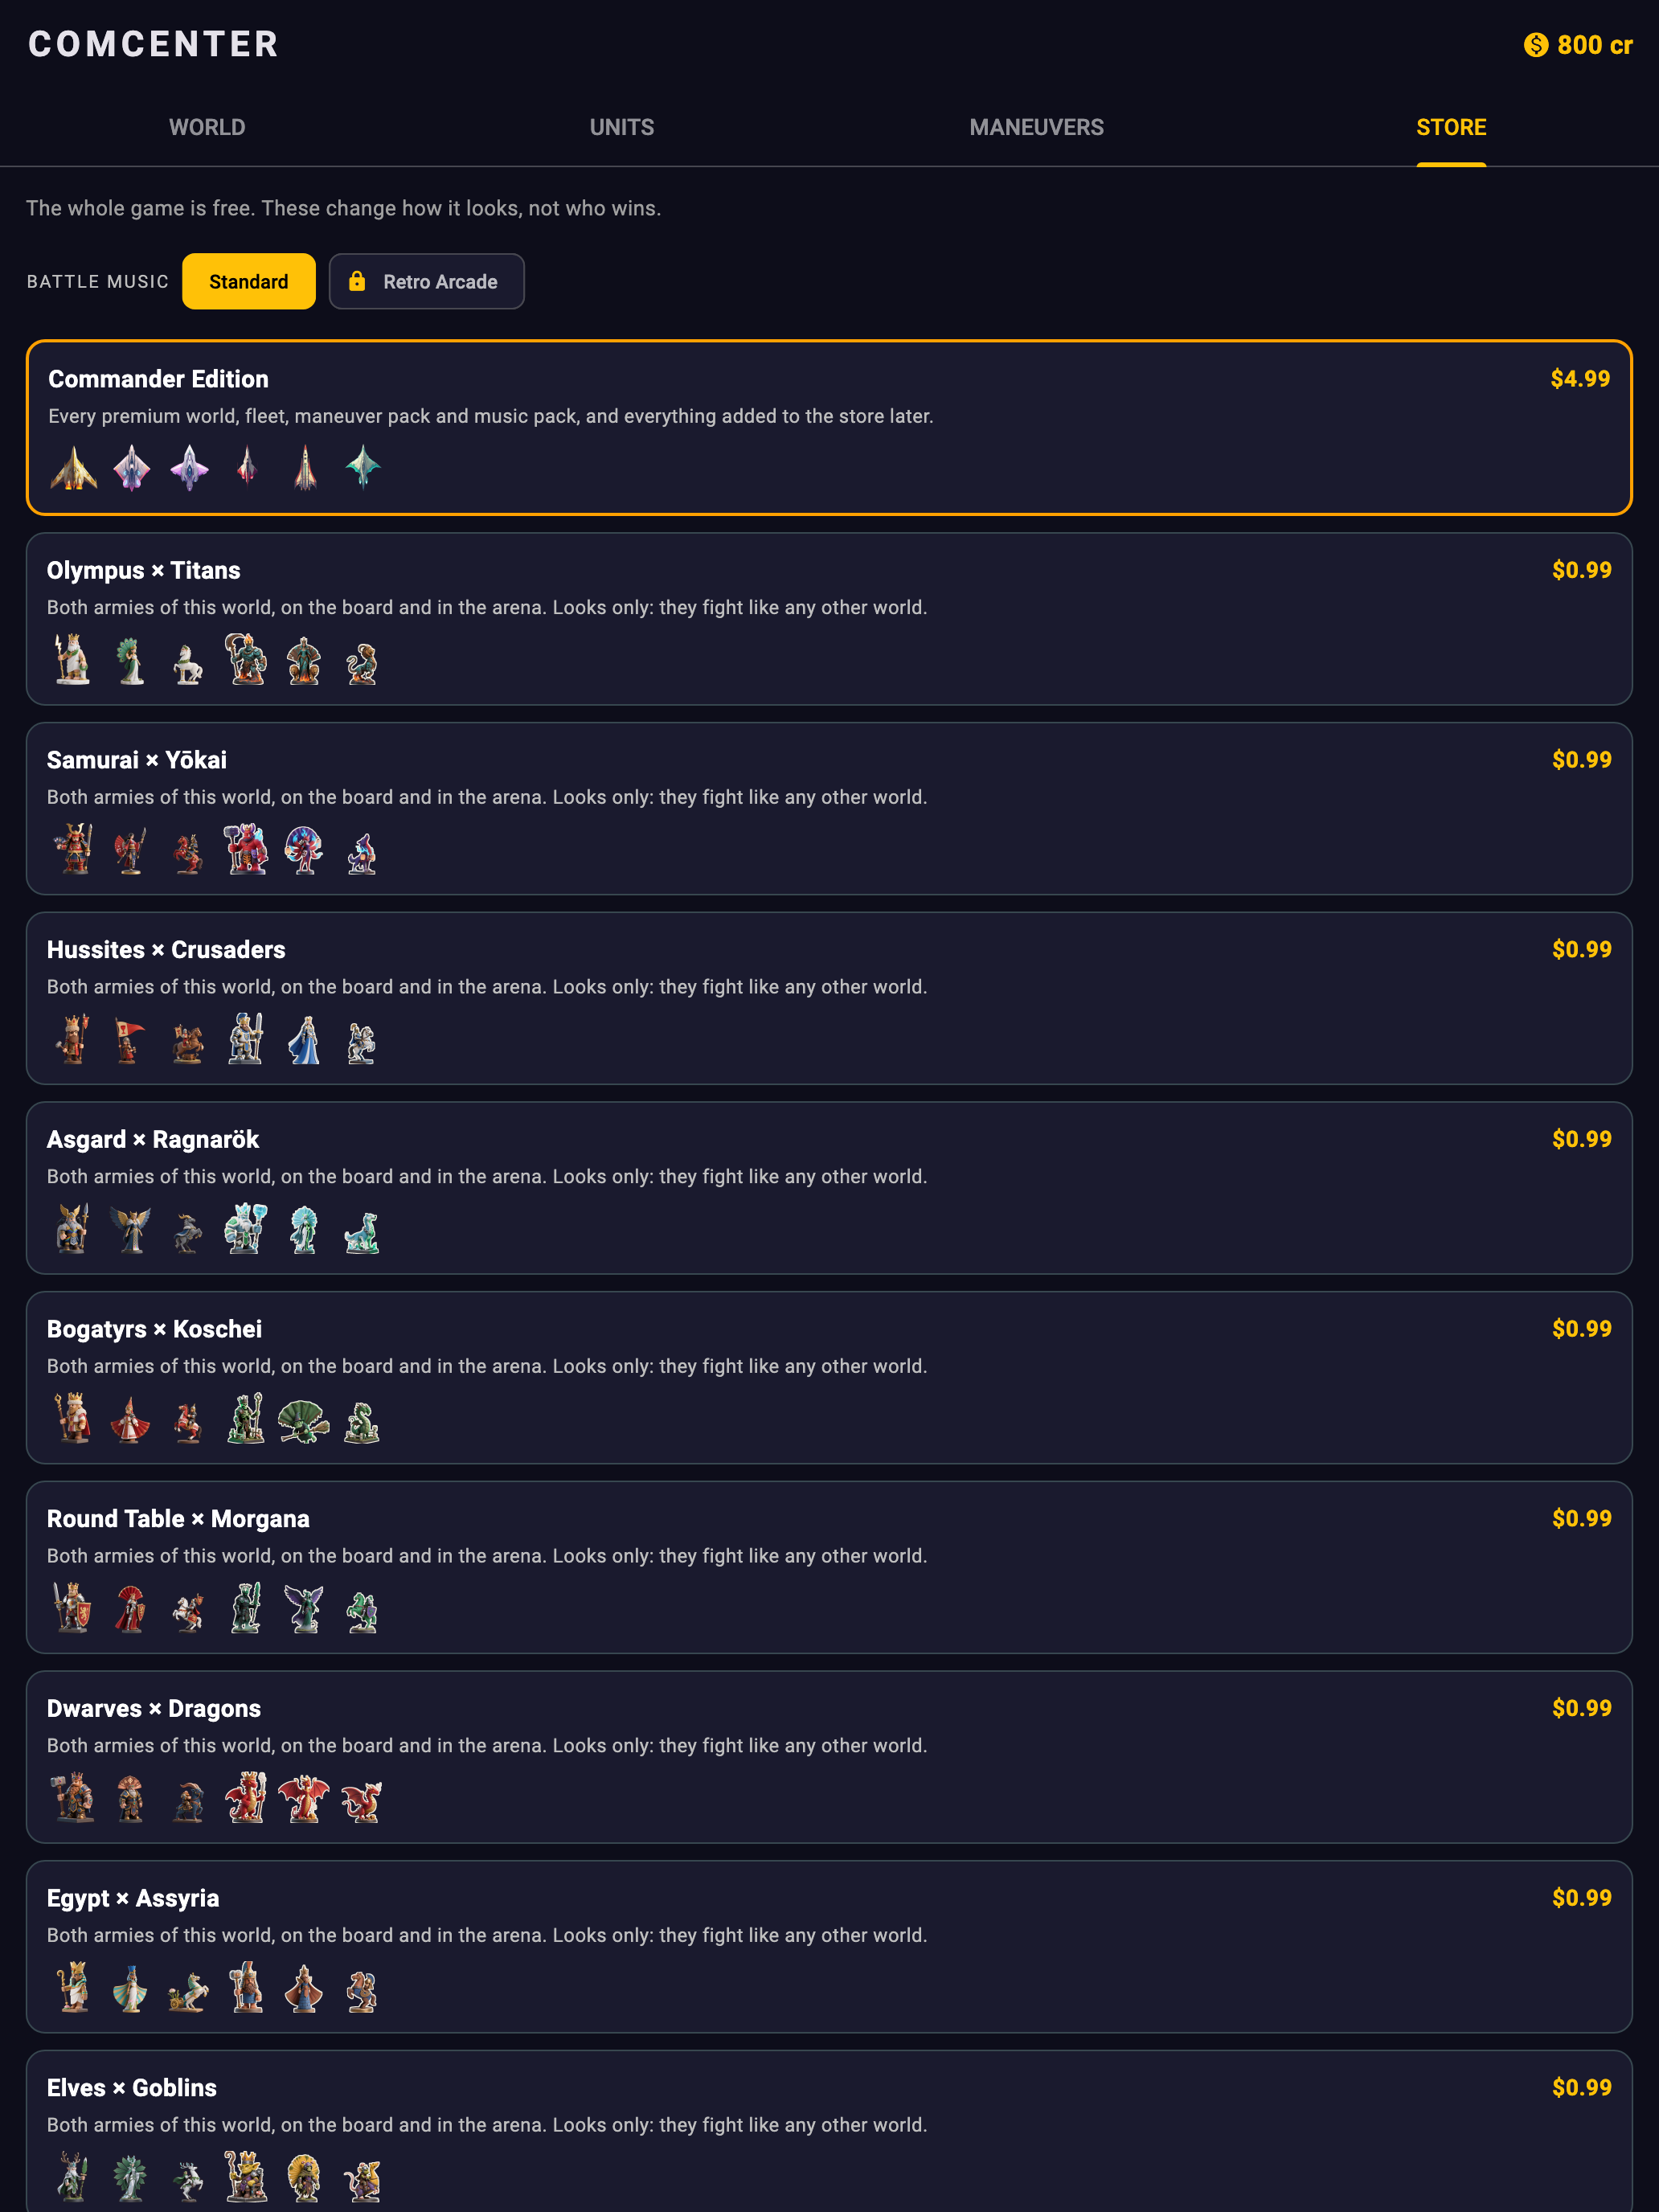 COMCENTER
800 cr
WORLD
UNITS
MANEUVERS
STORE
The whole game is free. These change how it looks, not who wins.
BATTLE MUSIC
Standard
Retro Arcade
Commander Edition
$4.99
Every premium world, fleet, maneuver pack and music pack, and everything added to the store later.
Olympus × Titans
$0.99
Both armies of this world, on the board and in the arena. Looks only: they fight like any other world.
Samurai × Yōkai
$0.99
Both armies of this world, on the board and in the arena. Looks only: they fight like any other world.
Hussites × Crusaders
$0.99
Both armies of this world, on the board and in the arena. Looks only: they fight like any other world.
Asgard × Ragnarök
$0.99
Both armies of this world, on the board and in the arena. Looks only: they fight like any other world.
Bogatyrs × Koschei
$0.99
Both armies of this world, on the board and in the arena. Looks only: they fight like any other world.
Round Table × Morgana
$0.99
Both armies of this world, on the board and in the arena. Looks only: they fight like any other world.
Dwarves × Dragons
$0.99
Both armies of this world, on the board and in the arena. Looks only: they fight like any other world.
Egypt × Assyria
$0.99
Both armies of this world, on the board and in the arena. Looks only: they fight like any other world.
Elves × Goblins
$0.99
Both armies of this world, on the board and in the arena. Looks only: they fight like any other world.